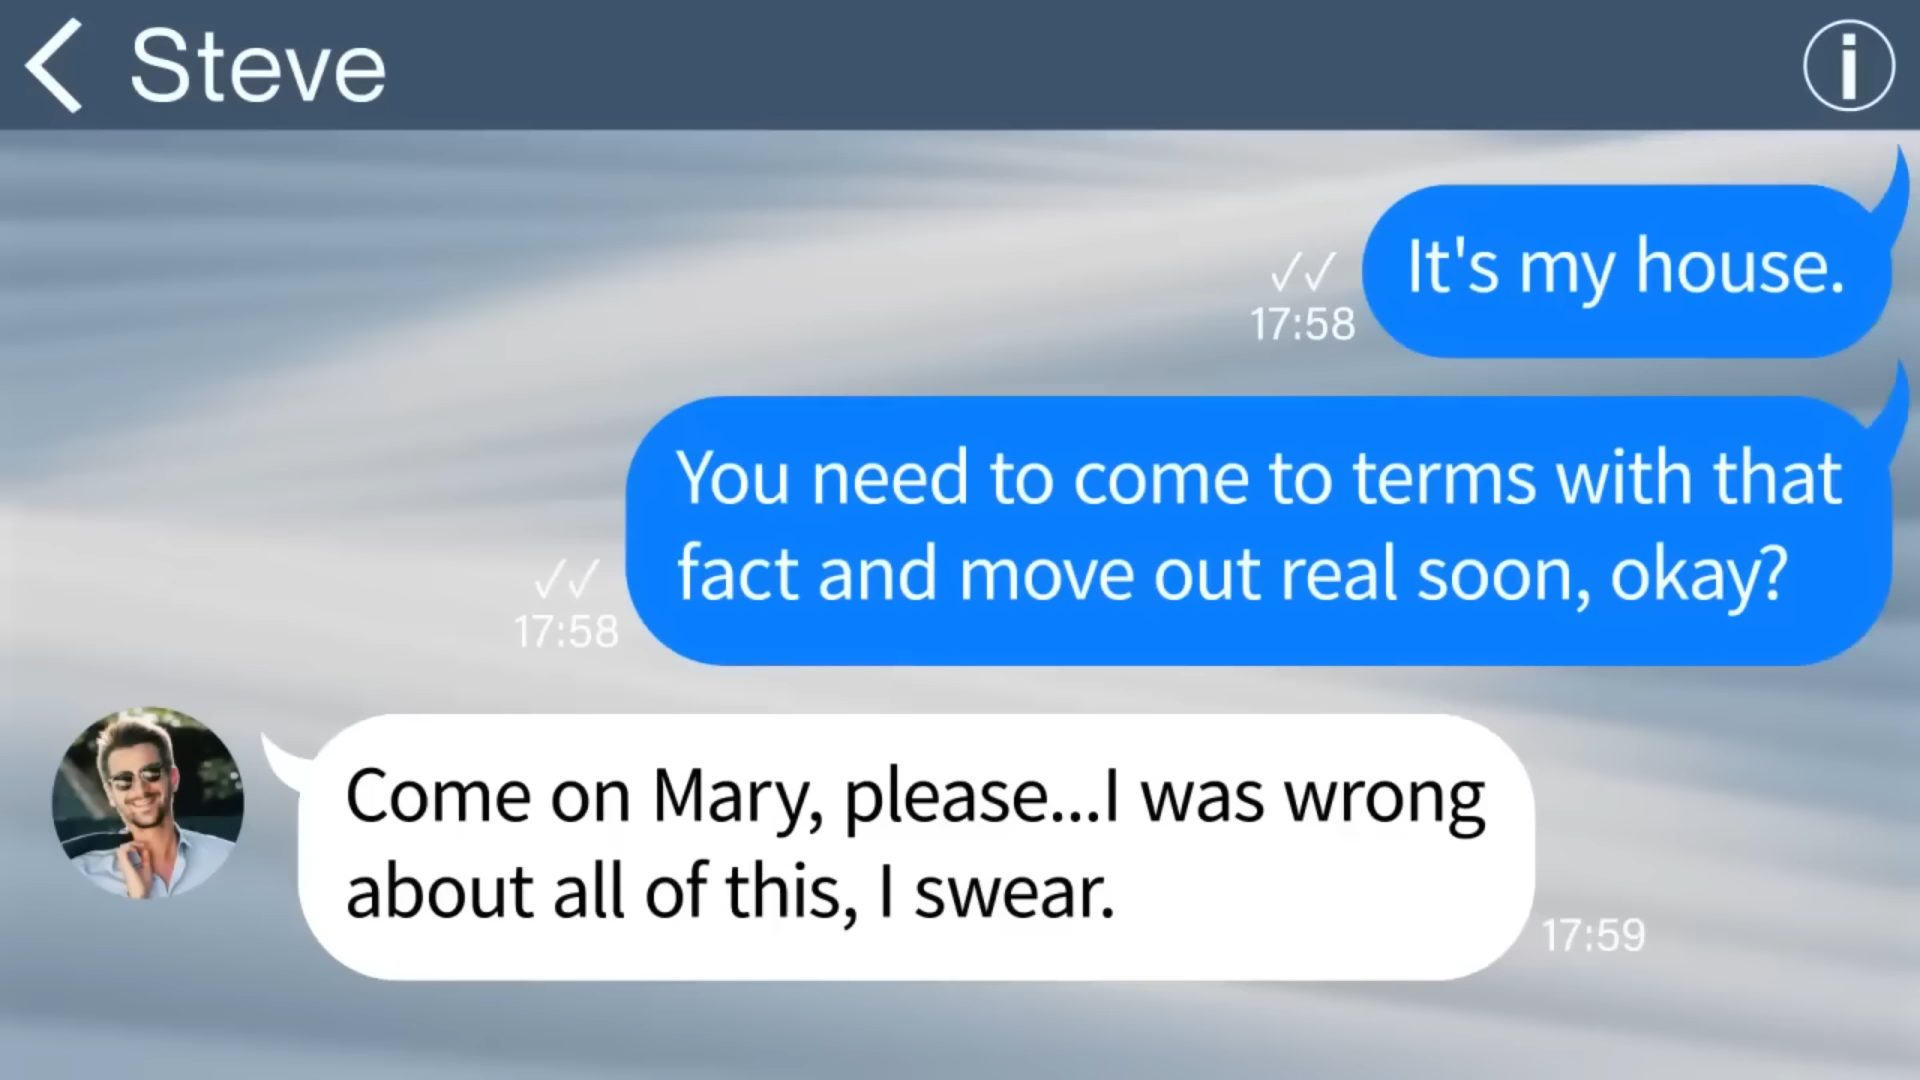 Steve
It's my house.
17:58
You need to come to terms with that
fact and move out real soon, okay?
17:58
Come on Mary, please...I was wrong
about all of this, I swear.
17:59